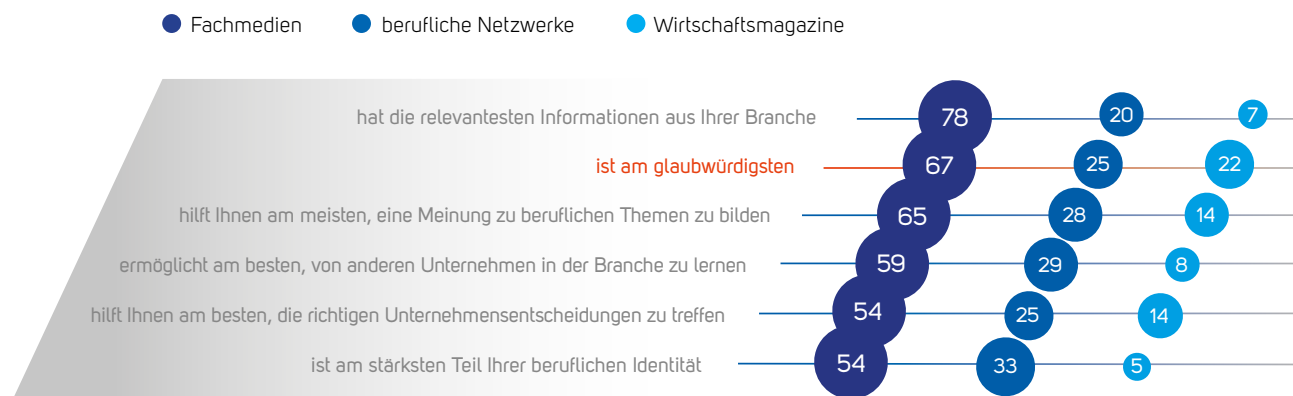 Fachmedien berufliche Netzwerke Wirtschaftsmagazine
hat die relevantesten Informationen aus Ihrer Branche 78 20 7
ist am glaubwürdigsten 67 25 22
hilft Ihnen am meisten, eine Meinung zu beruflichen Themen zu bilden 65 28 14
ermöglicht am besten, von anderen Unternehmen in der Branche zu lernen 59 29 8
hilft Ihnen am besten, die richtigen Unternehmensentscheidungen zu treffen 54 25 14
ist am stärksten Teil Ihrer beruflichen Identität 54 33 5